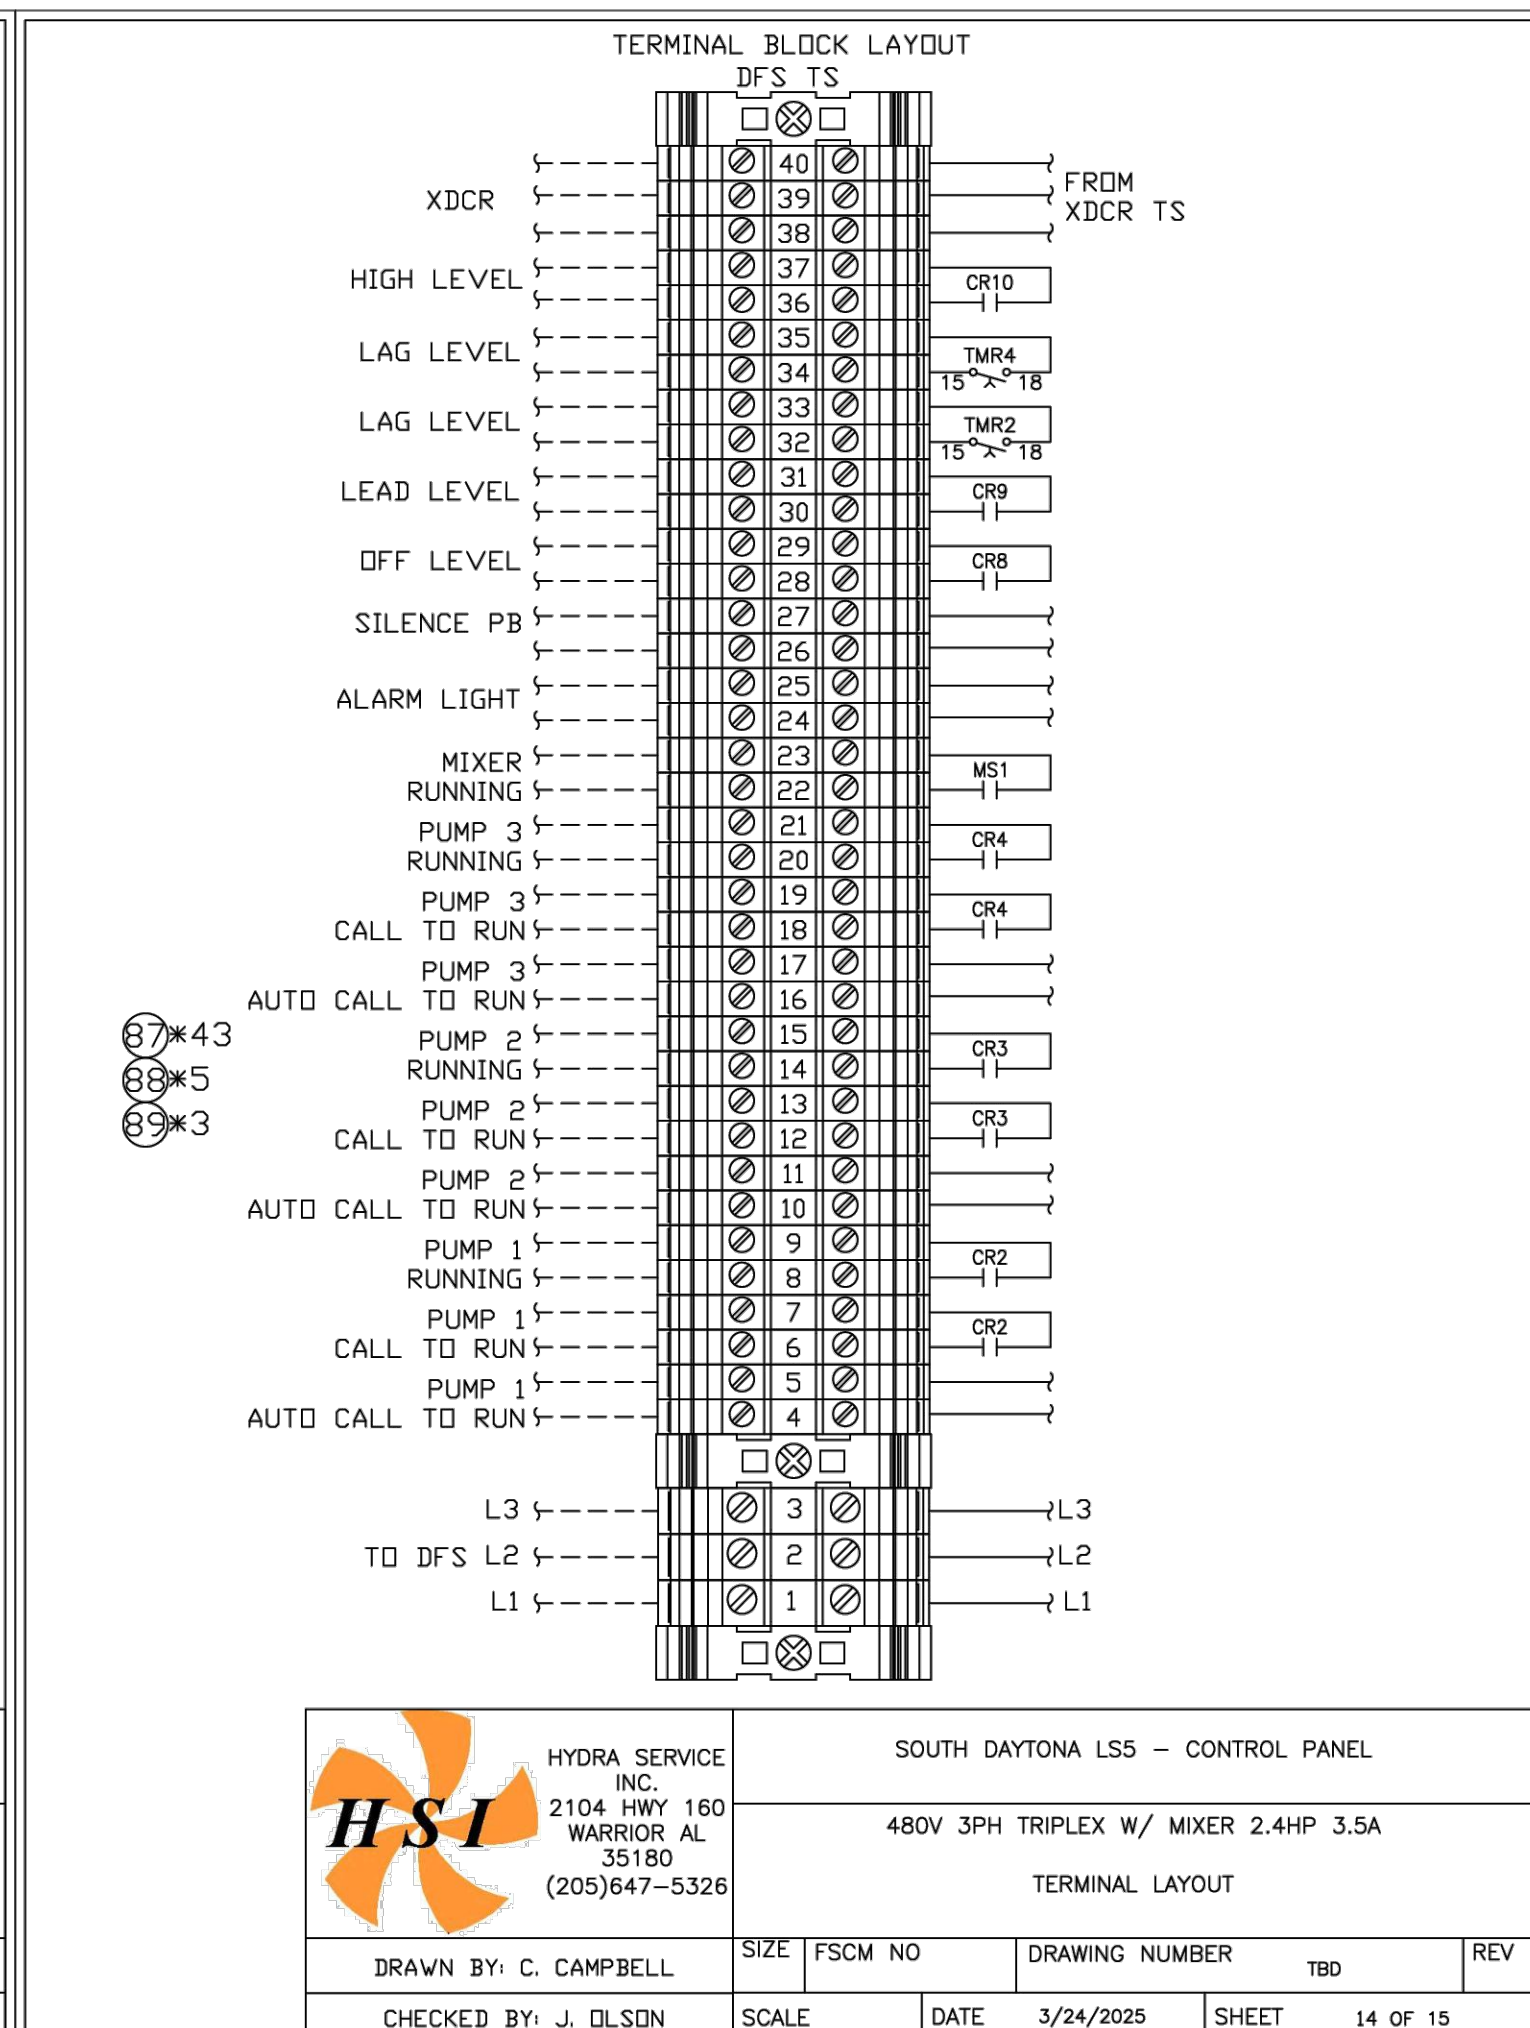 TERMINAL BLOCK LAYOUT
DFS TS
40
XDCR 39 FROM
XDCR TS
38
37
HIGH LEVEL CR10
36
35
LAG LEVEL TMR4
34 15 18
33
LAG LEVEL TMR2
32 15 18
31
LEAD LEVEL CR9
30
29
OFF LEVEL CR8
28
SILENCE PB 27
26
25
ALARM LIGHT
24
23
MIXER MS1
RUNNING 22
PUMP 3 21
CR4
RUNNING 20
PUMP 3 19
CR4
CALL TO RUN 18
PUMP 3 17
AUTO CALL TO RUN 16
87*43
PUMP 2 15
CR3
RUNNING 14
88*5
PUMP 2 13
CR3
89*3
CALL TO RUN 12
PUMP 2 11
AUTO CALL TO RUN 10
PUMP 1 9
CR2
RUNNING 8
PUMP 1 7
CR2
CALL TO RUN 6
PUMP 1 5
AUTO CALL TO RUN 4
L3 3 L3
TO DFS L2 2 L2
L1 1 L1
HSI
HYDRA SERVICE
INC.
2104 HWY 160
WARRIOR AL
35180
(205)647-5326
SOUTH DAYTONA LS5 - CONTROL PANEL
480V 3PH TRIPLEX W/ MIXER 2.4HP 3.5A
TERMINAL LAYOUT
DRAWN BY: C. CAMPBELL
SIZE FSCM NO DRAWING NUMBER TBD REV
CHECKED BY: J. OLSON
SCALE DATE 3/24/2025 SHEET 14 OF 15